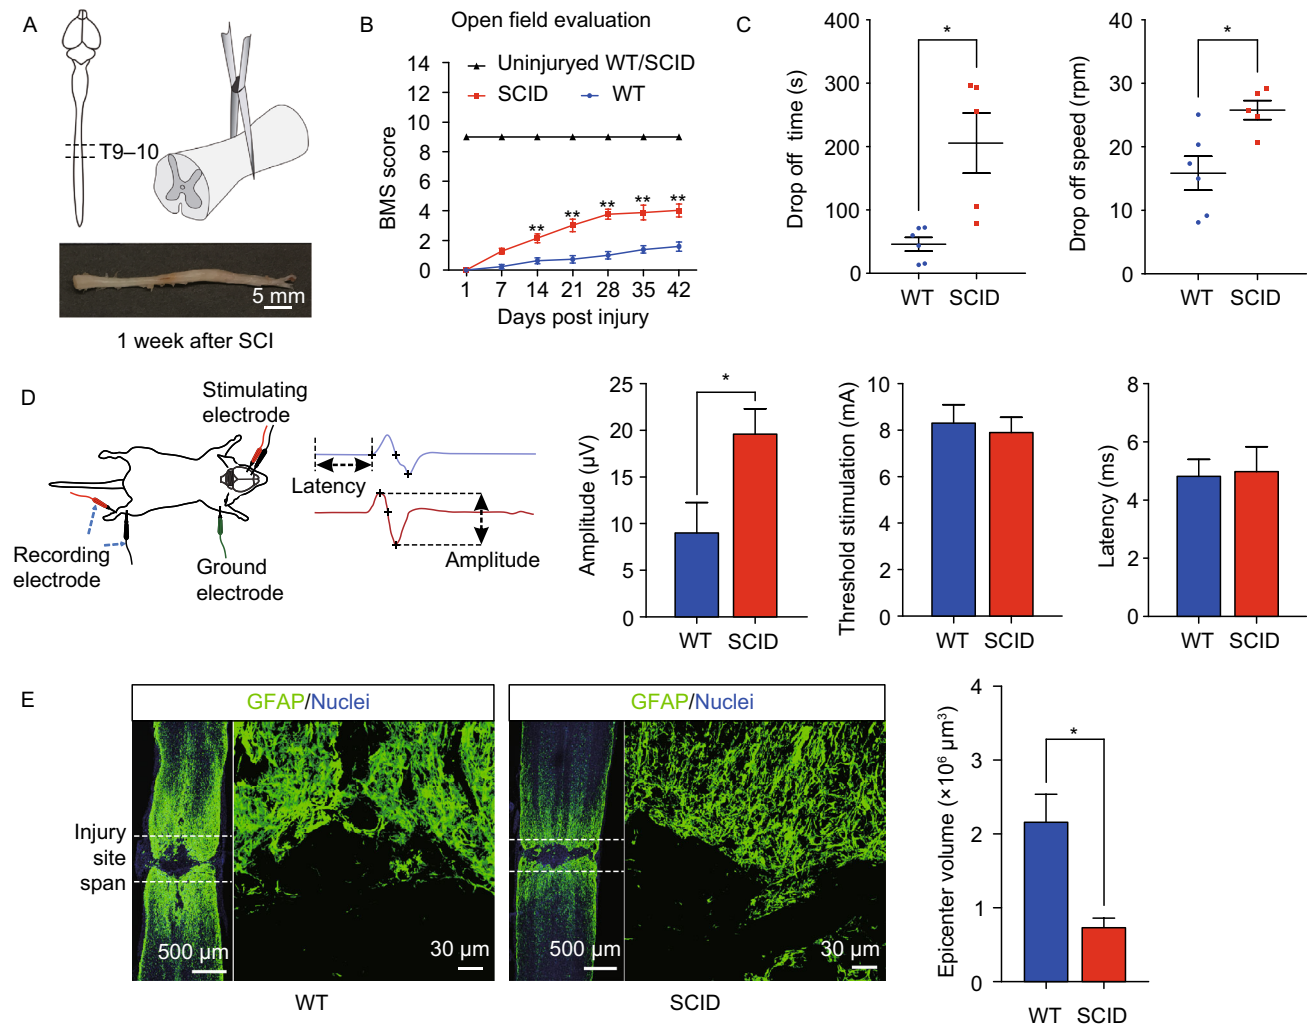 A
T9–10
5 mm
1 week after SCI
B
Open field evaluation
Uninjuryed WT/SCID
SCID
WT
BMS score
14
12
10
8
6
4
2
0
**
**
**
**
**
1
7
14
21
28
35
42
Days post injury
C
Drop off time (s)
400
300
200
100
0
*
WT
SCID
Drop off speed (rpm)
40
30
20
10
0
*
WT
SCID
D
Stimulating
electrode
Recording
electrode
Ground
electrode
Latency
Amplitude
Amplitude (µV)
25
20
15
10
5
0
*
WT
SCID
Threshold stimulation (mA)
10
8
6
4
2
0
WT
SCID
Latency (ms)
8
6
4
2
0
WT
SCID
E
GFAP/Nuclei
GFAP/Nuclei
Injury
site
span
500 µm
30 µm
500 µm
30 µm
WT
SCID
Epicenter volume (×10⁶ µm³)
4
3
2
1
0
*
WT
SCID